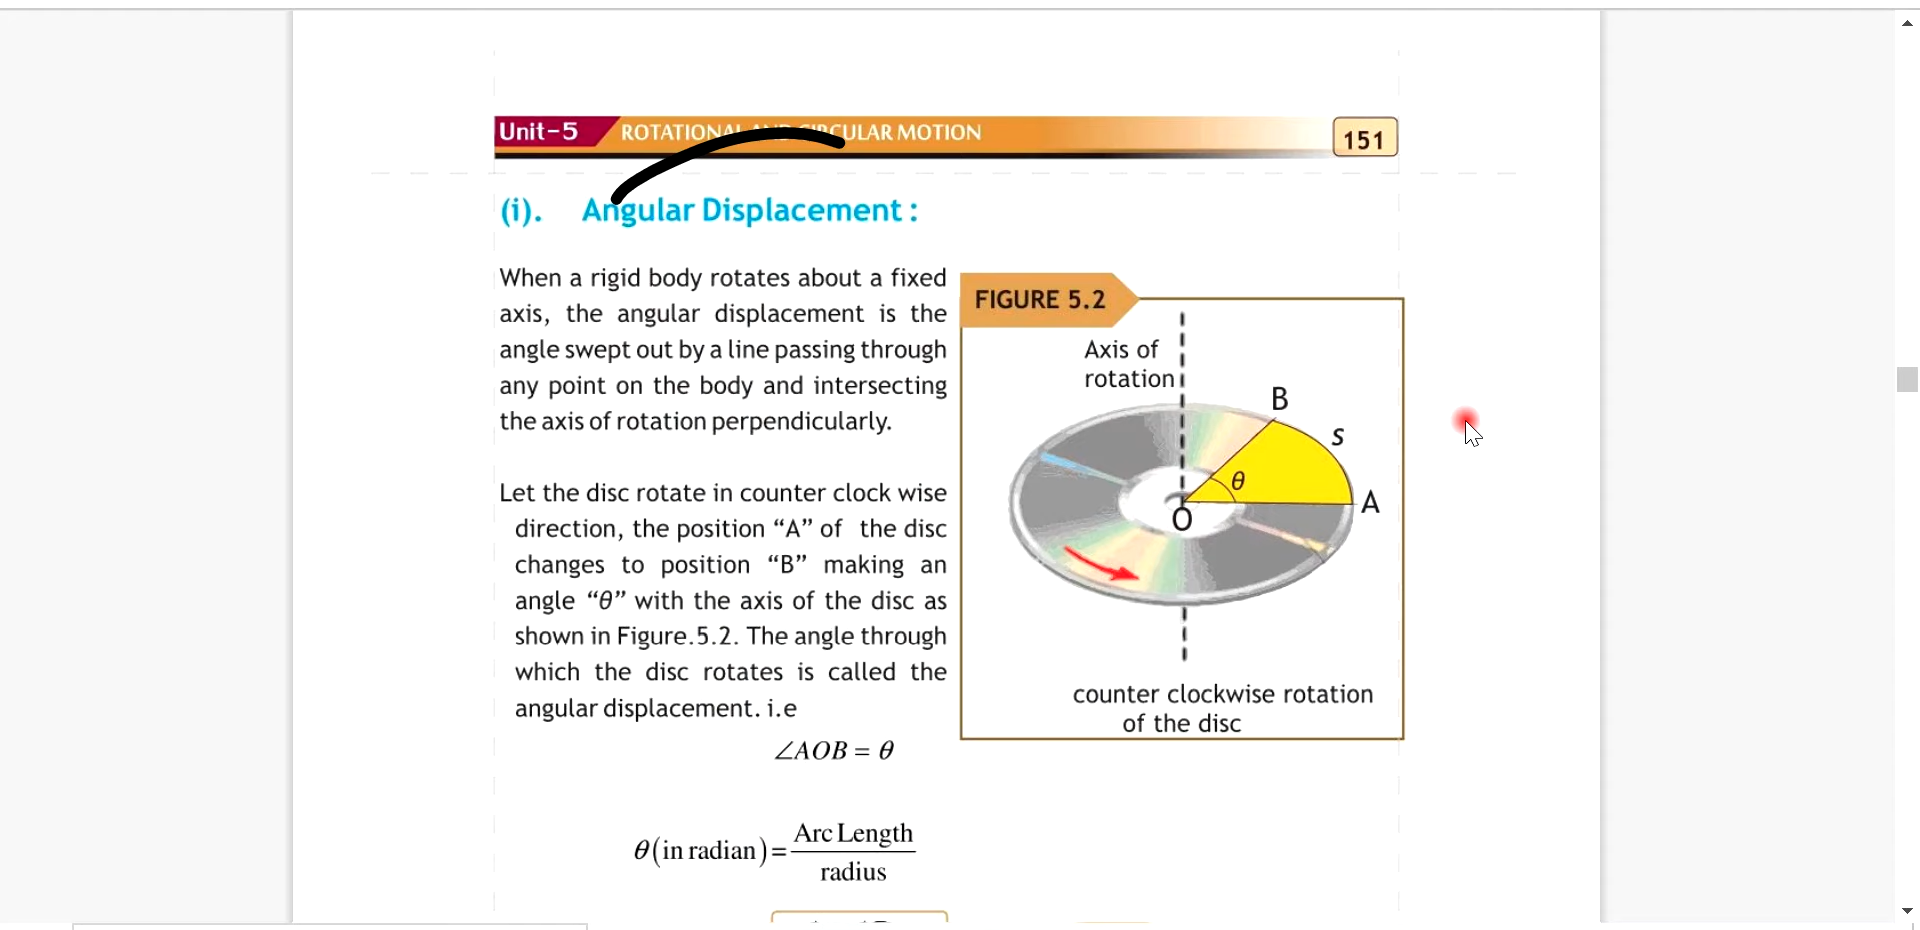 Unit-5 ROTATIONAL AND CIRCULAR MOTION 151
(i). Angular Displacement :
When a rigid body rotates about a fixed
axis, the angular displacement is the
angle swept out by a line passing through
any point on the body and intersecting
the axis of rotation perpendicularly.
Let the disc rotate in counter clock wise
direction, the position “A” of the disc
changes to position “B” making an
angle “θ” with the axis of the disc as
shown in Figure.5.2. The angle through
which the disc rotates is called the
angular displacement. i.e
∠AOB = θ
θ(in radian)= Arc Length
radius
FIGURE 5.2
Axis of
rotation
B
s
θ
A
O
counter clockwise rotation
of the disc